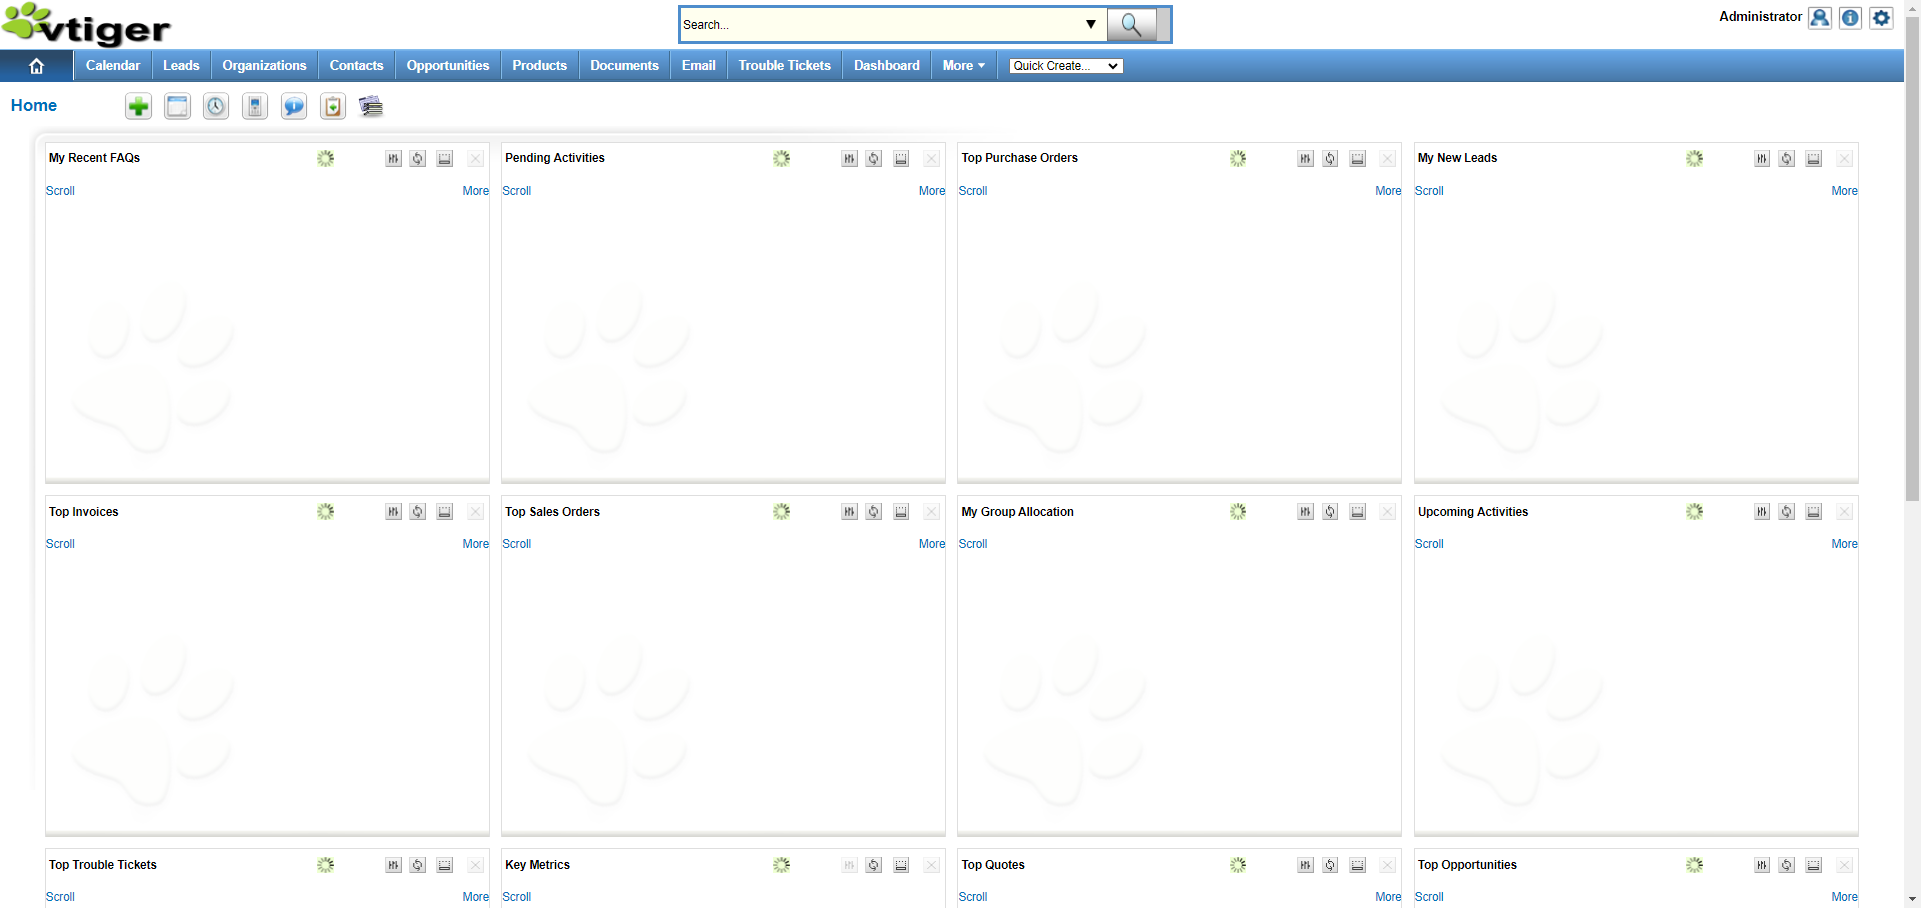 vtiger
Search...
Administrator
Calendar Leads Organizations Contacts Opportunities Products Documents Email Trouble Tickets Dashboard More Quick Create...
Home
My Recent FAQs Pending Activities Top Purchase Orders My New Leads
Scroll More Scroll More Scroll More Scroll More
Top Invoices Top Sales Orders My Group Allocation Upcoming Activities
Scroll More Scroll More Scroll More Scroll More
Top Trouble Tickets Key Metrics Top Quotes Top Opportunities
Scroll More Scroll More Scroll More Scroll More